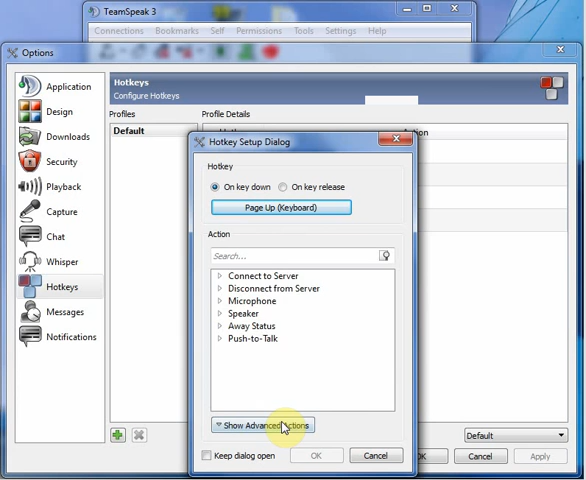 TeamSpeak 3
Connections Bookmarks Self Permissions Tools Settings Help
Options
Application
Design
Downloads
Security
Playback
Capture
Chat
Whisper
Hotkeys
Messages
Notifications
Hotkeys
Configure Hotkeys
Profiles
Default
Profile Details
Action
Hotkey Setup Dialog
Hotkey
On key down On key release
Page Up (Keyboard)
Action
Search...
Connect to Server
Disconnect from Server
Microphone
Speaker
Away Status
Push-to-Talk
Show Advanced Actions
Keep dialog open OK Cancel
Default
OK Cancel Apply